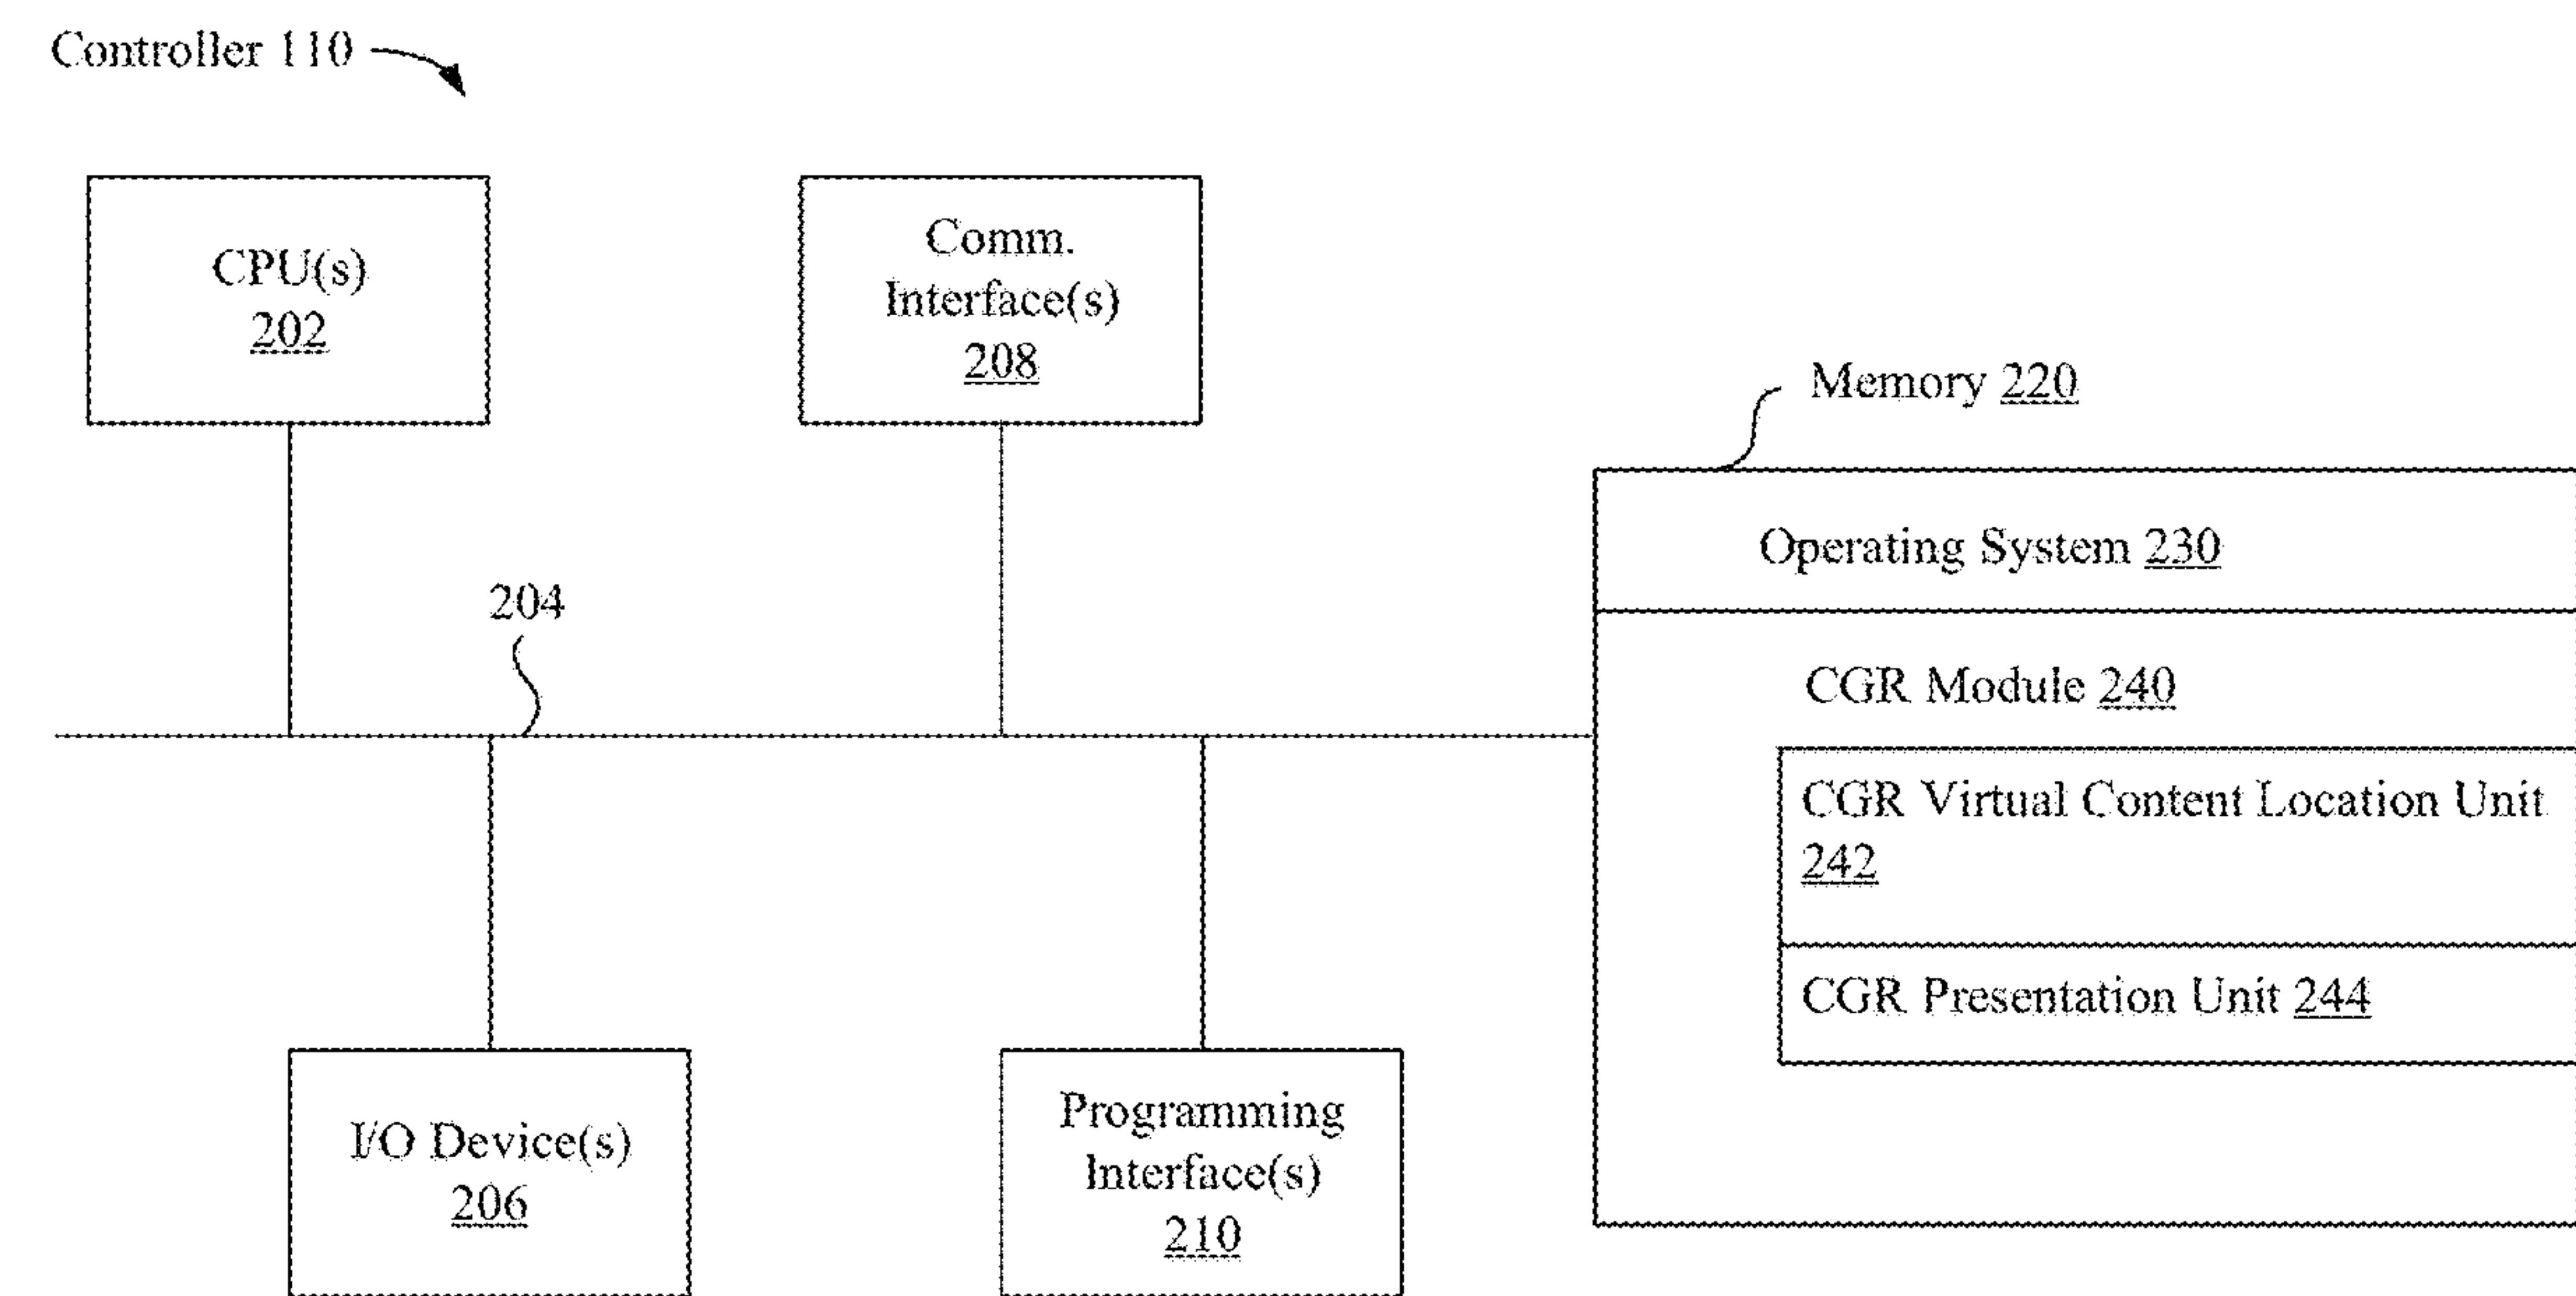 Controller 110
CPU(s)
202
Comm.
Interface(s)
208
Memory 220
Operating System 230
204
CGR Module 240
CGR Virtual Content Location Unit
242
CGR Presentation Unit 244
I/O Device(s)
206
Programming
Interface(s)
210